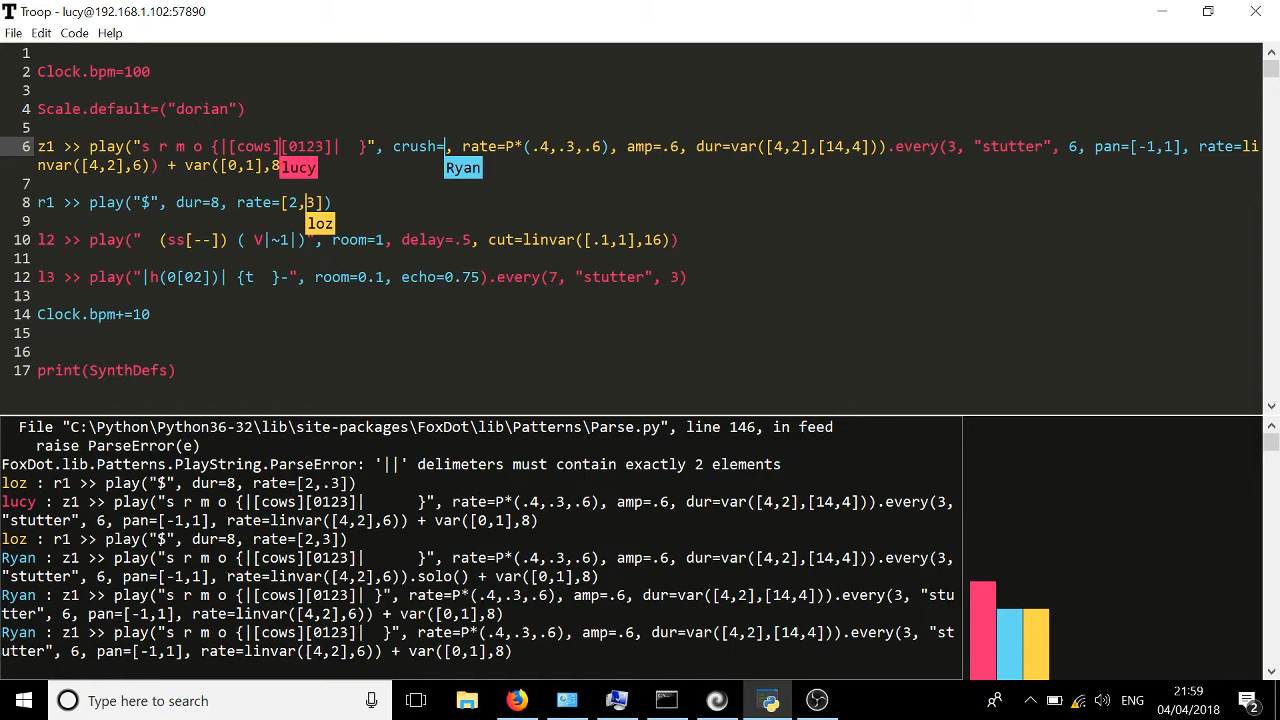 Troop - lucy@192.168.1.102:57890
File Edit Code Help
1
2 Clock.bpm=100
3
4 Scale.default=("dorian")
5
6 z1 >> play("s r m o {|[cows][0123]|  }", crush=, rate=P*(.4,.3,.6), amp=.6, dur=var([4,2],[14,4])).every(3, "stutter", 6, pan=[-1,1], rate=li
nvar([4,2],6)) + var([0,1],8
lucy
Ryan
7
8 r1 >> play("$", dur=8, rate=[2,3])
loz
9
10 l2 >> play("  (ss[--]) ( V|~1|)", room=1, delay=.5, cut=linvar([.1,1],16))
11
12 l3 >> play("|h(0[02])| {t  }-", room=0.1, echo=0.75).every(7, "stutter", 3)
13
14 Clock.bpm+=10
15
16
17 print(SynthDefs)
File "C:\Python\Python36-32\lib\site-packages\FoxDot\lib\Patterns\Parse.py", line 146, in feed
raise ParseError(e)
FoxDot.lib.Patterns.PlayString.ParseError: '||' delimeters must contain exactly 2 elements
loz : r1 >> play("$", dur=8, rate=[2,.3])
lucy : z1 >> play("s r m o {|[cows][0123]|      }", rate=P*(.4,.3,.6), amp=.6, dur=var([4,2],[14,4])).every(3,
"stutter", 6, pan=[-1,1], rate=linvar([4,2],6)) + var([0,1],8)
loz : r1 >> play("$", dur=8, rate=[2,3])
Ryan : z1 >> play("s r m o {|[cows][0123]|      }", rate=P*(.4,.3,.6), amp=.6, dur=var([4,2],[14,4])).every(3,
"stutter", 6, pan=[-1,1], rate=linvar([4,2],6)).solo() + var([0,1],8)
Ryan : z1 >> play("s r m o {|[cows][0123]| }", rate=P*(.4,.3,.6), amp=.6, dur=var([4,2],[14,4])).every(3, "stu
tter", 6, pan=[-1,1], rate=linvar([4,2],6)) + var([0,1],8)
Ryan : z1 >> play("s r m o {|[cows][0123]|  }", rate=P*(.4,.3,.6), amp=.6, dur=var([4,2],[14,4])).every(3, "st
utter", 6, pan=[-1,1], rate=linvar([4,2],6)) + var([0,1],8)
Type here to search
ENG
21:59
04/04/2018
2